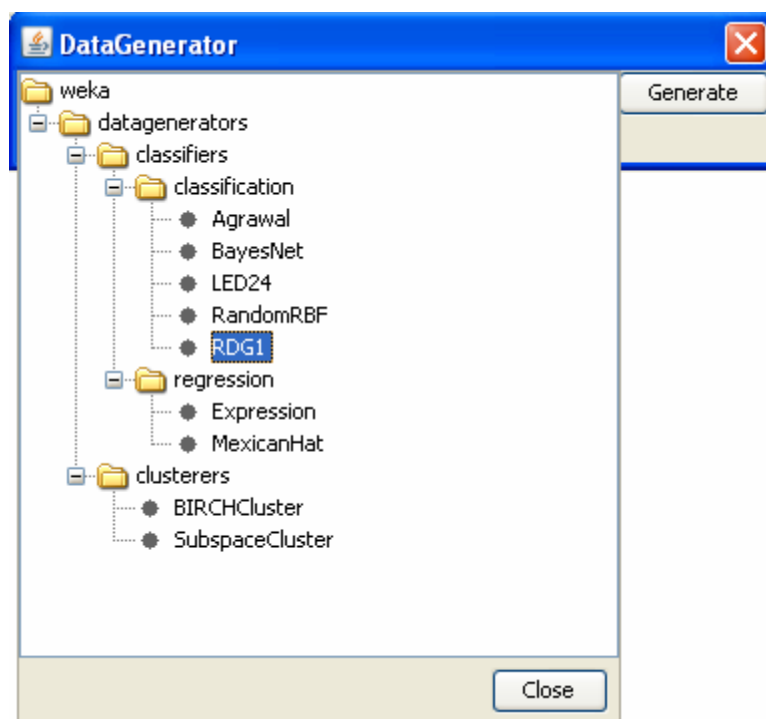 DataGenerator
weka
Generate
datagenerators
classifiers
classification
Agrawal
BayesNet
LED24
RandomRBF
RDG1
regression
Expression
MexicanHat
clusterers
BIRCHCluster
SubspaceCluster
Close